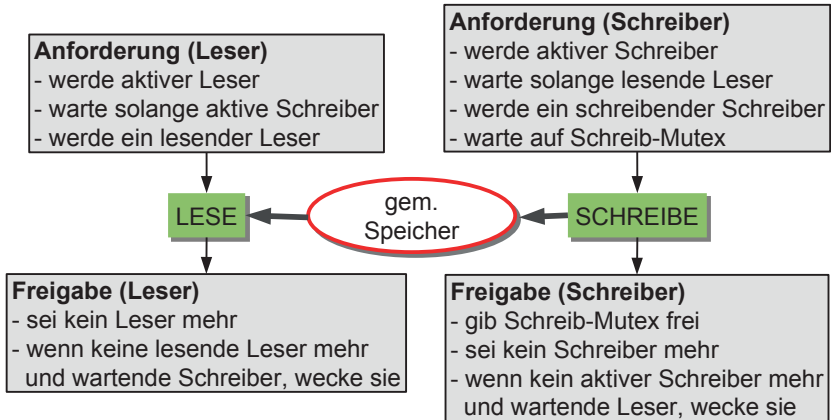 Anforderung (Leser)
- werde aktiver Leser
- warte solange aktive Schreiber
- werde ein lesender Leser
Anforderung (Schreiber)
- werde aktiver Schreiber
- warte solange lesende Leser
- werde ein schreibender Schreiber
- warte auf Schreib-Mutex
LESE
gem.
Speicher
SCHREIBE
Freigabe (Leser)
- sei kein Leser mehr
- wenn keine lesende Leser mehr
und wartende Schreiber, wecke sie
Freigabe (Schreiber)
- gib Schreib-Mutex frei
- sei kein Schreiber mehr
- wenn kein aktiver Schreiber mehr
und wartende Leser, wecke sie